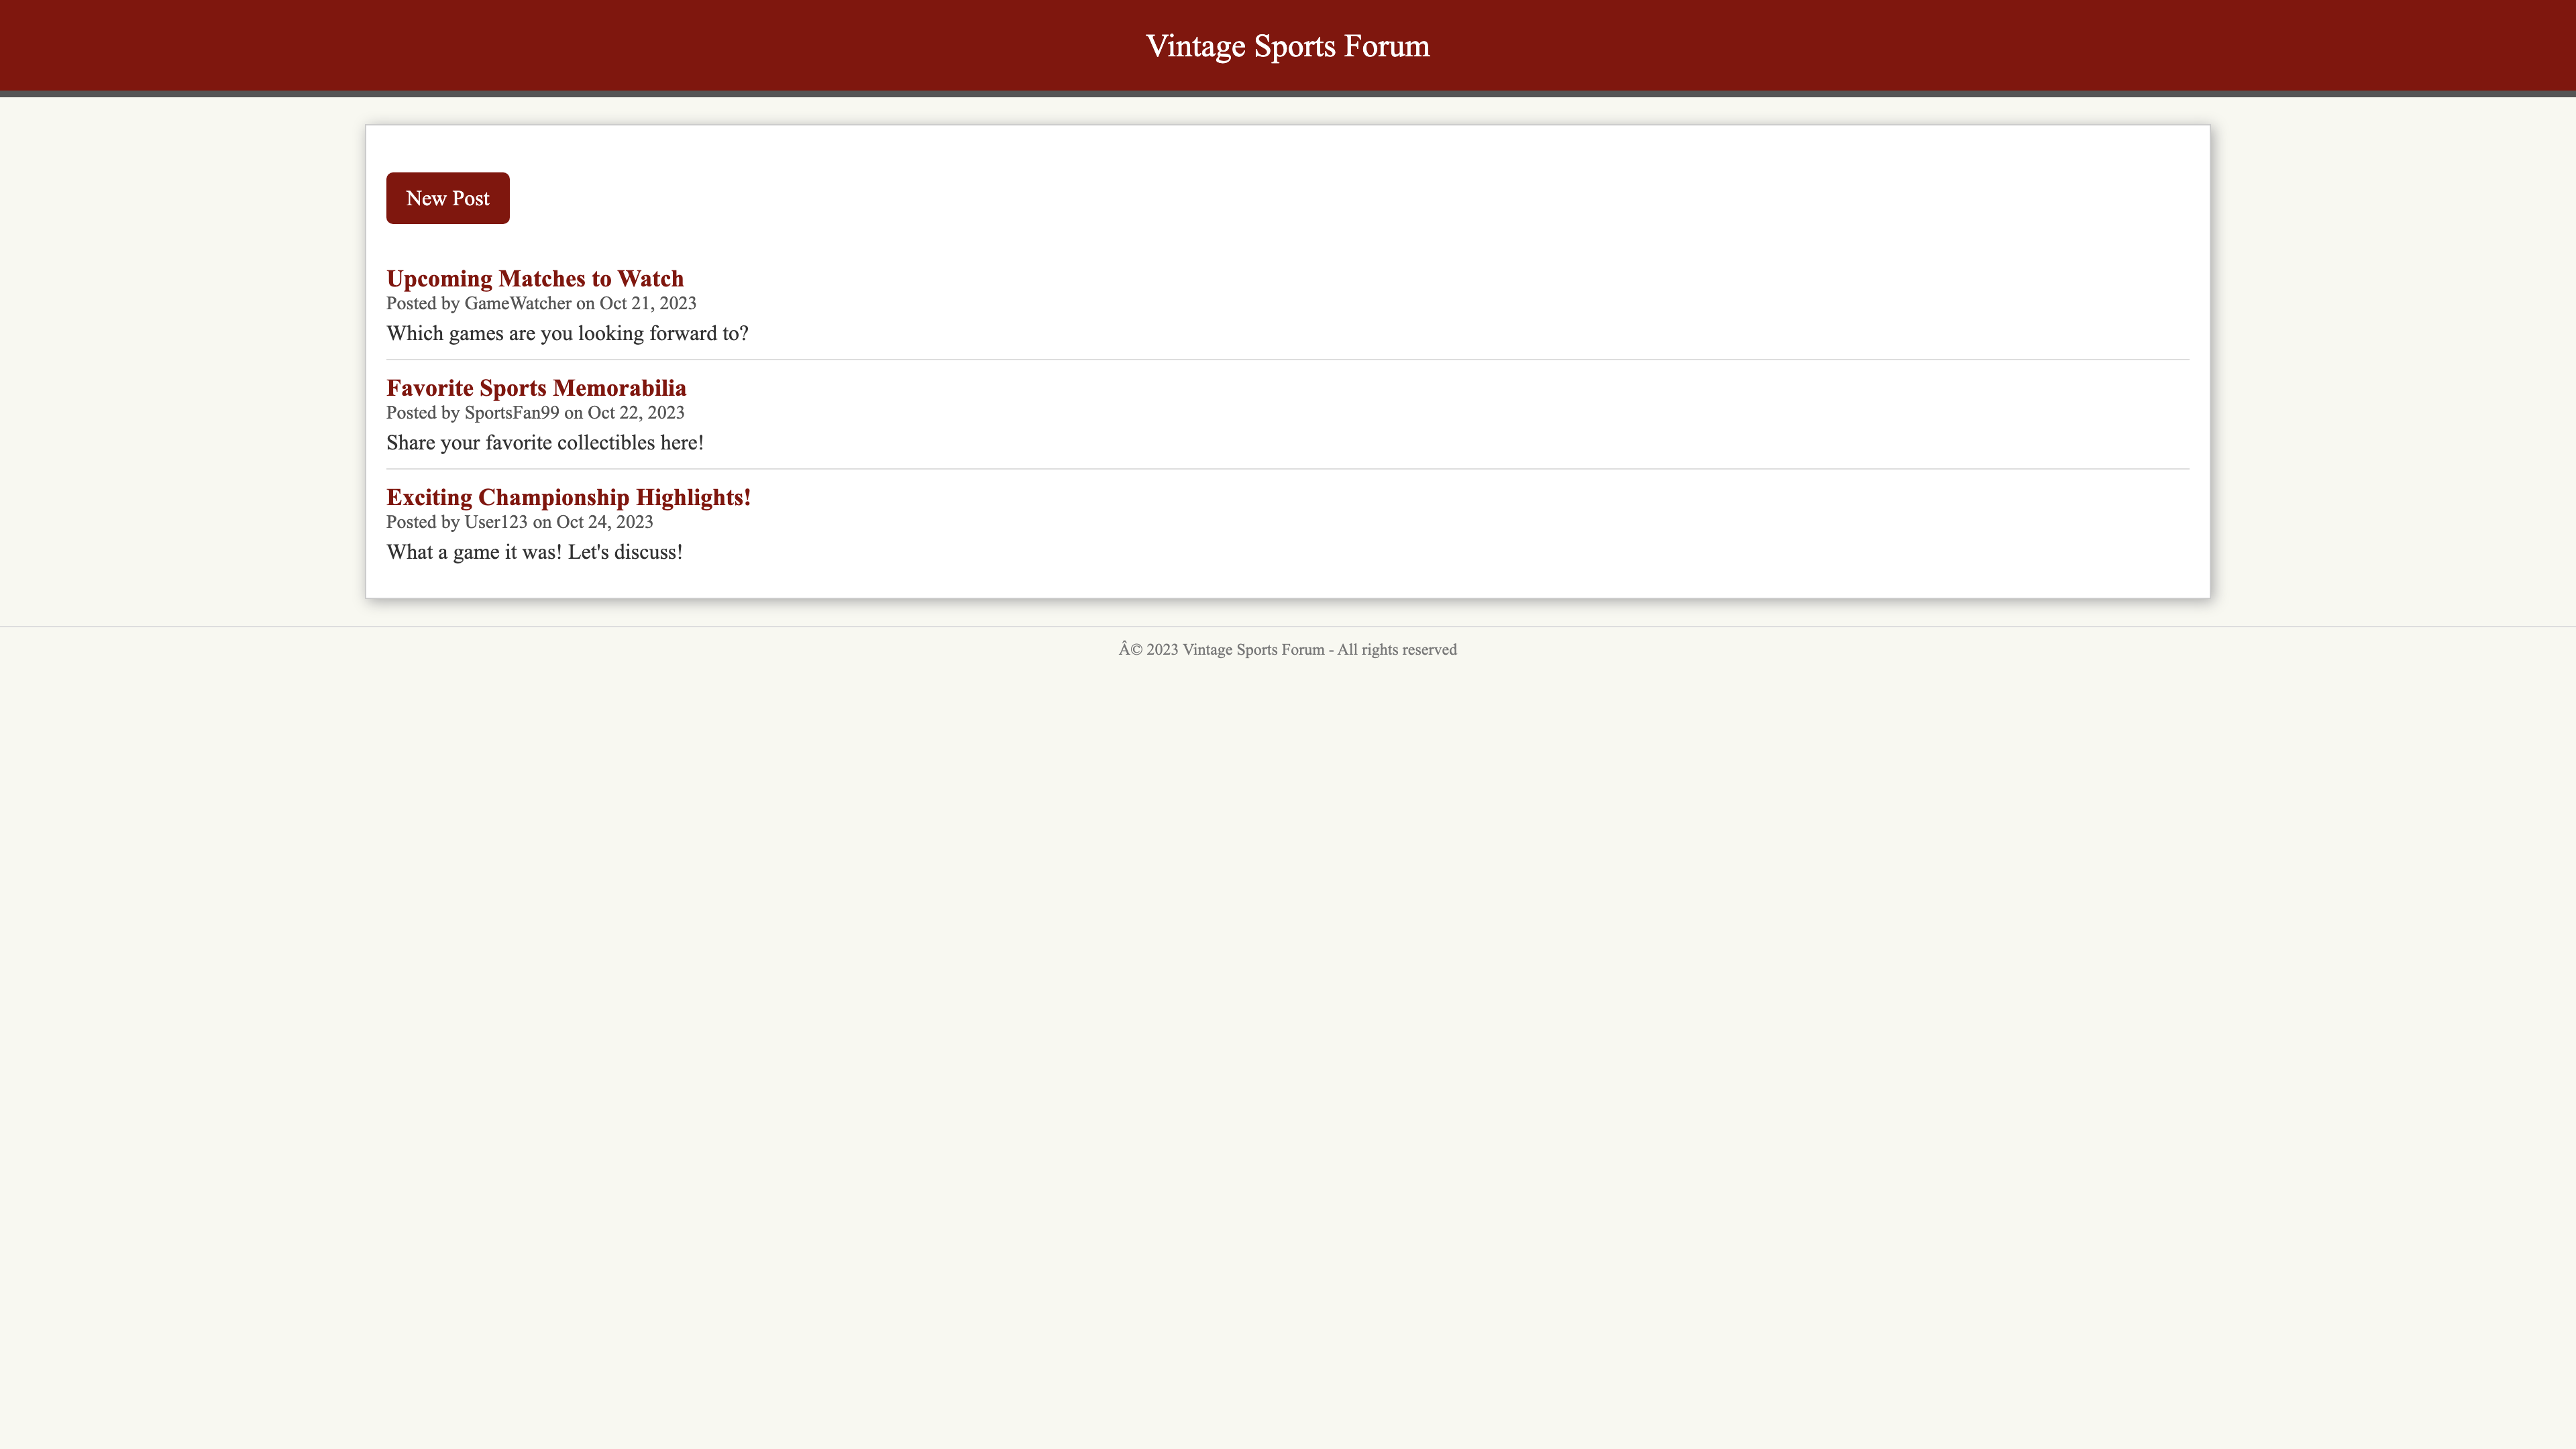 Vintage Sports Forum
New Post
Upcoming Matches to Watch
Posted by GameWatcher on Oct 21, 2023
Which games are you looking forward to?
Favorite Sports Memorabilia
Posted by SportsFan99 on Oct 22, 2023
Share your favorite collectibles here!
Exciting Championship Highlights!
Posted by User123 on Oct 24, 2023
What a game it was! Let's discuss!
Â© 2023 Vintage Sports Forum - All rights reserved